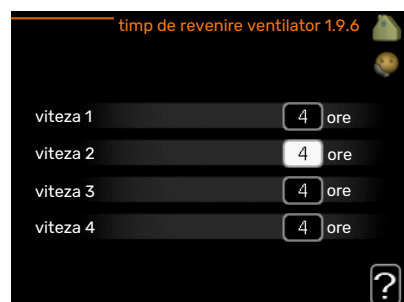 timp de revenire ventilator 1.9.6
viteza 1 4 ore
viteza 2 4 ore
viteza 3 4 ore
viteza 4 4 ore
?